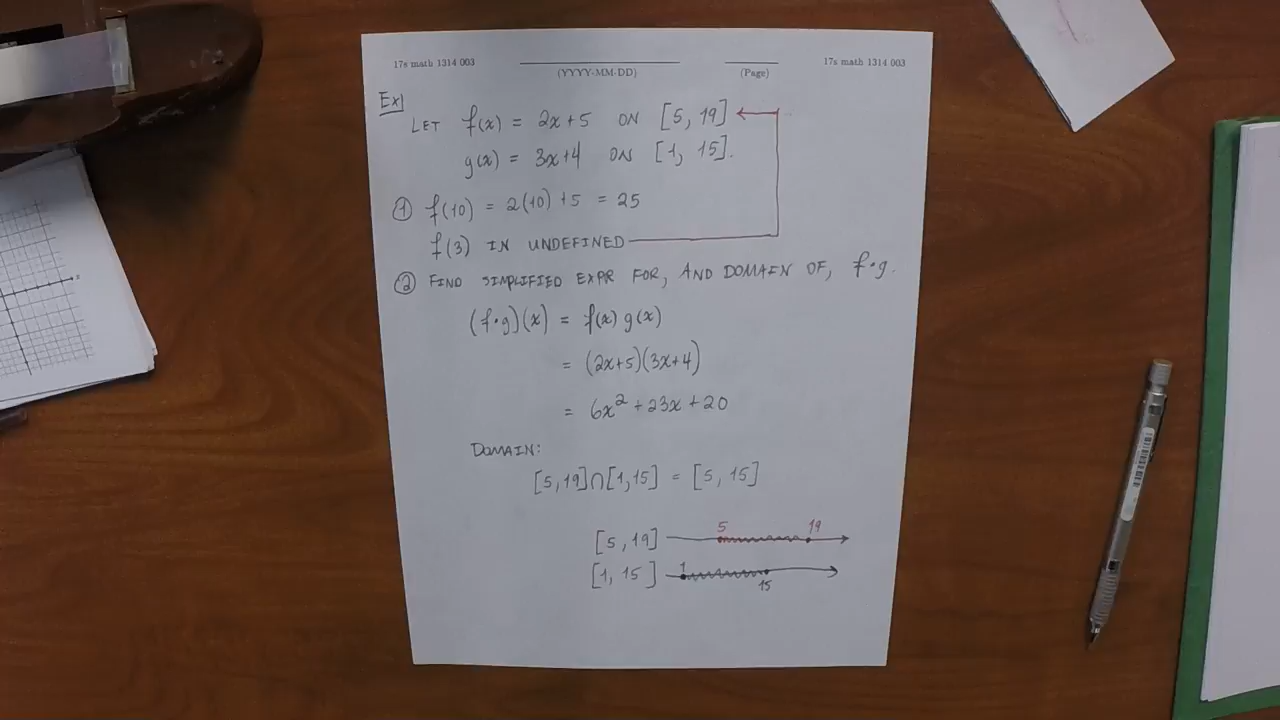 17s math 1314 003 (YYYY-MM-DD) (Page) 17s math 1314 003
Ex
LET f(x) = 2x+5 ON [5, 19]
g(x) = 3x+4 ON [1, 15].
① f(10) = 2(10) + 5 = 25
f(3) IN UNDEFINED
② FIND SIMPLIFIED EXPR FOR, AND DOMAIN OF, f·g.
(f·g)(x) = f(x) g(x)
= (2x+5)(3x+4)
= 6x² + 23x + 20
DOMAIN:
[5, 19]∩[1, 15] = [5, 15]
5 19
[5, 19]
1
[1, 15]
15
x